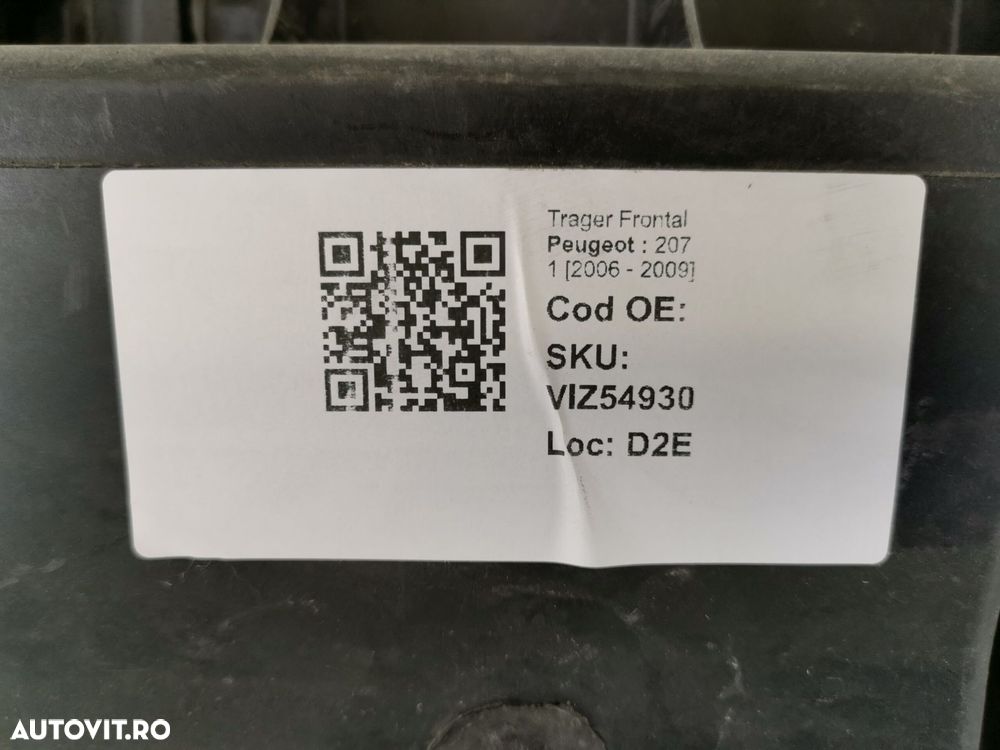 Trager Frontal
Peugeot : 207
1 [2006 - 2009]
Cod OE:
SKU:
VIZ54930
Loc: D2E
AUTOVIT.RO